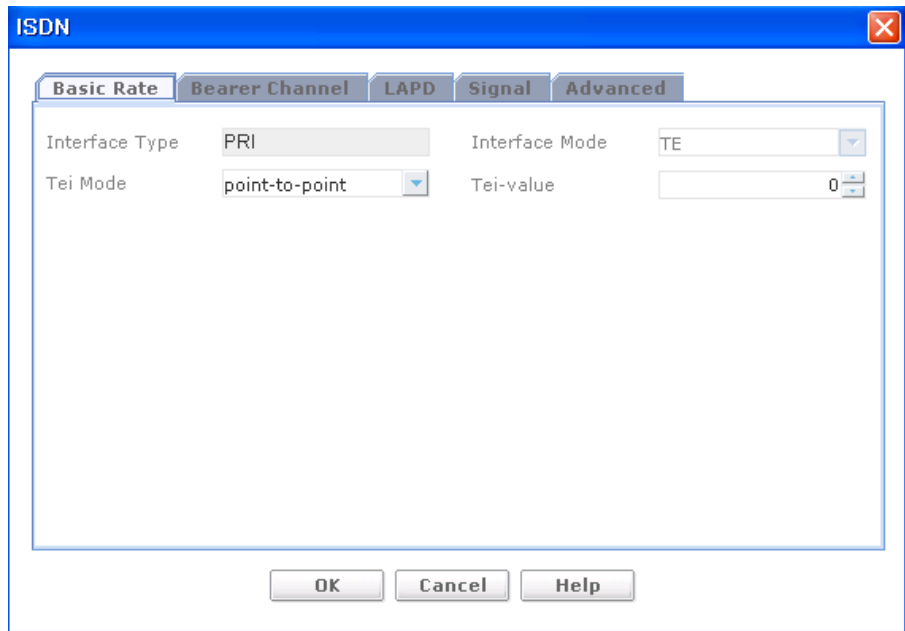 ISDN
Basic Rate Bearer Channel LAPD Signal Advanced
Interface Type PRI Interface Mode TE
Tei Mode point-to-point Tei-value 0
OK Cancel Help